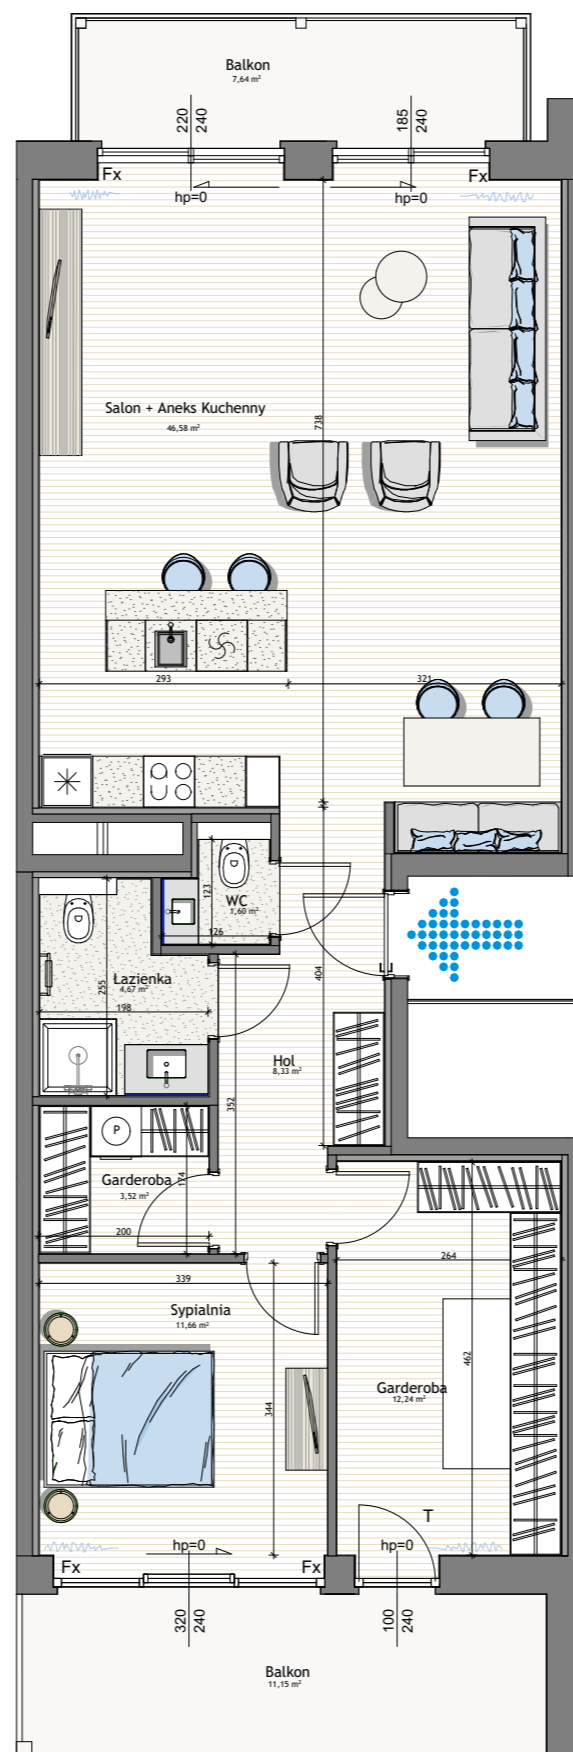 Balkon
7,64 m²
220
240
185
240
Fx
Fx
hp=0
hp=0
Salon + Aneks Kuchenny
46,58 m²
738
293
321
WC
1,60 m²
123
126
Łazienka
4,67 m²
255
198
404
Hol
8,33 m²
352
P
Garderoba
3,52 m²
174
200
264
339
Sypialnia
11,66 m²
462
Garderoba
12,24 m²
344
T
hp=0
hp=0
Fx
Fx
320
240
100
240
Balkon
11,15 m²